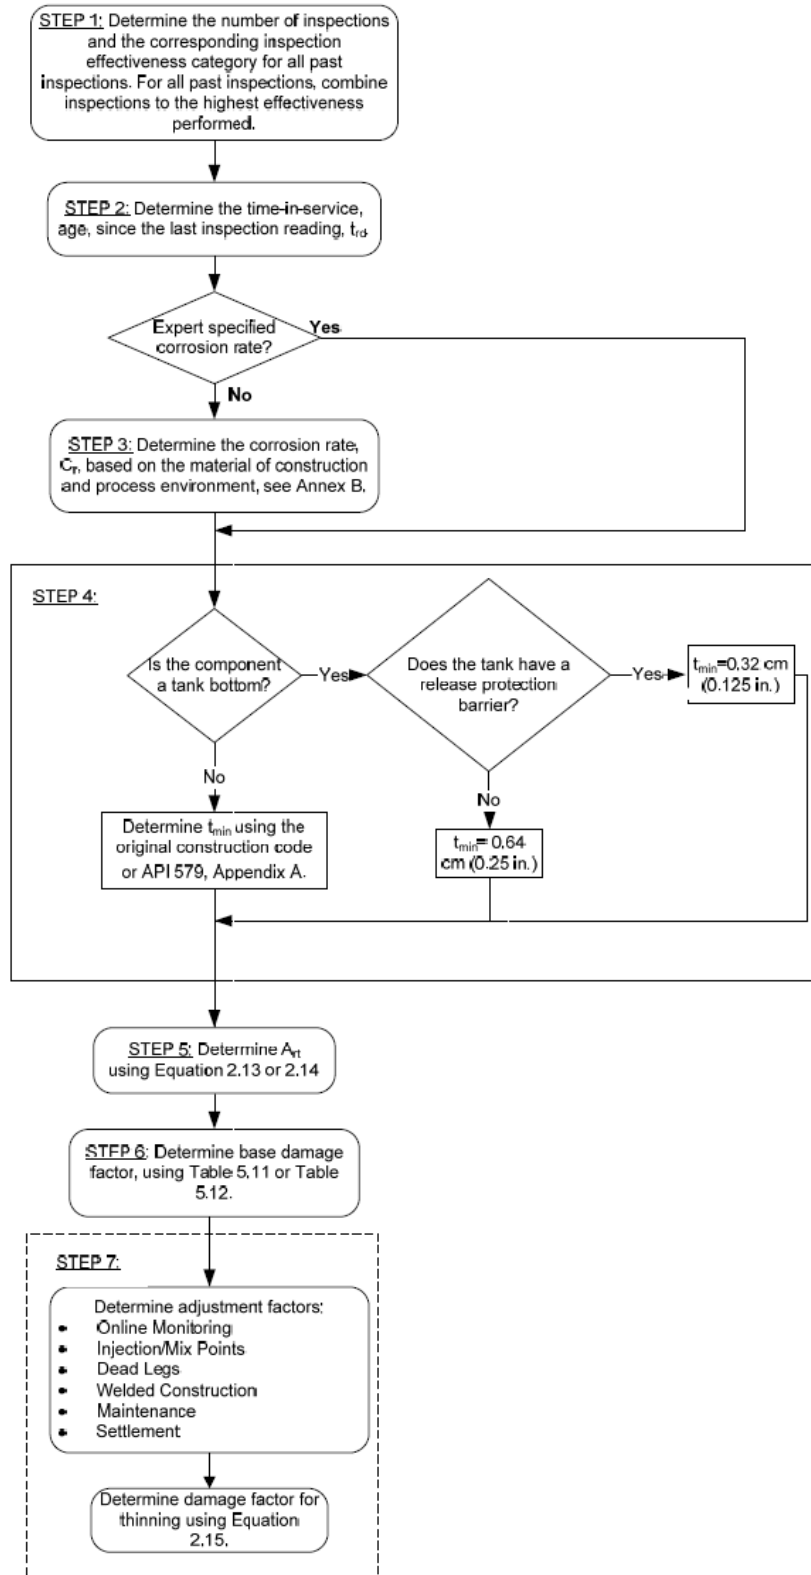 STEP 1: Determine the number of inspections
and the corresponding inspection
effectiveness category for all past
inspections. For all past inspections, combine
inspections to the highest effectiveness
performed.
STEP 2: Determine the time-in-service,
age, since the last inspection reading, trd.
Expert specified
corrosion rate?
Yes
No
STEP 3: Determine the corrosion rate,
Cr, based on the material of construction
and process environment, see Annex B.
STEP 4:
Is the component
a tank bottom?
Yes
Does the tank have a
release protection
barrier?
Yes
tmin=0.32 cm
(0.125 in.)
No
No
Determine tmin using the
original construction code
or API 579, Appendix A.
tmin= 0.64
cm (0.25 in.)
STEP 5: Determine Art
using Equation 2.13 or 2.14
STEP 6: Determine base damage
factor, using Table 5.11 or Table
5.12.
STEP 7:
Determine adjustment factors:
• Online Monitoring
• Injection/Mix Points
• Dead Legs
• Welded Construction
• Maintenance
• Settlement
Determine damage factor for
thinning using Equation
2.15.